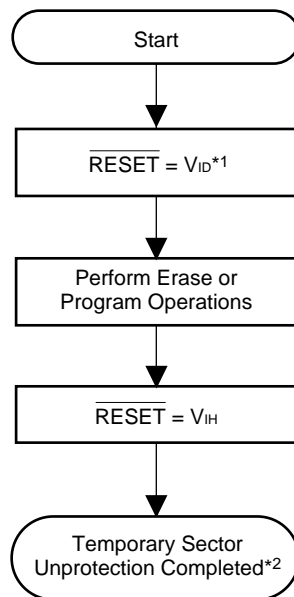 Start
RESET = VID*1
Perform Erase or
Program Operations
RESET = VIH
Temporary Sector
Unprotection Completed*2